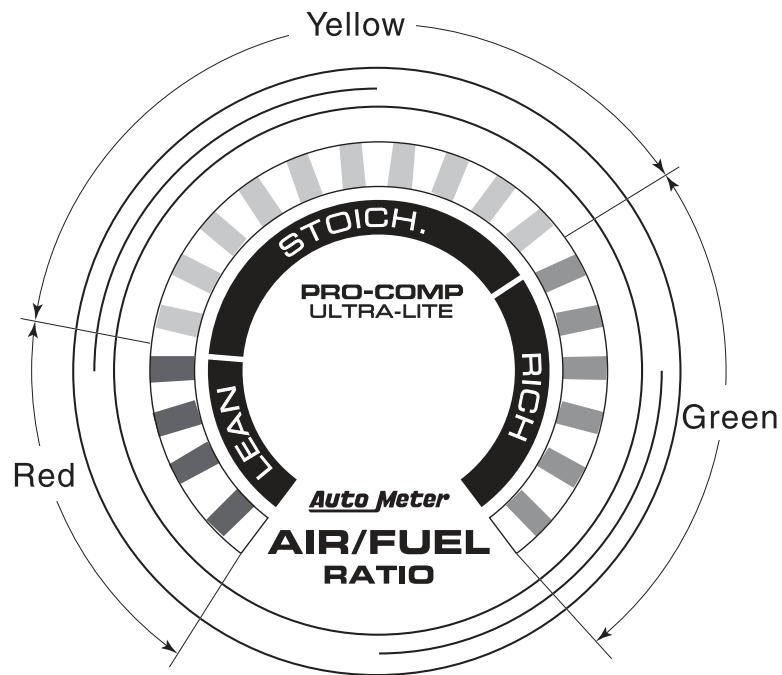 Yellow
STOICH.
PRO-COMP
ULTRA-LITE
LEAN
RICH
Green
Red
Auto Meter
AIR/FUEL
RATIO